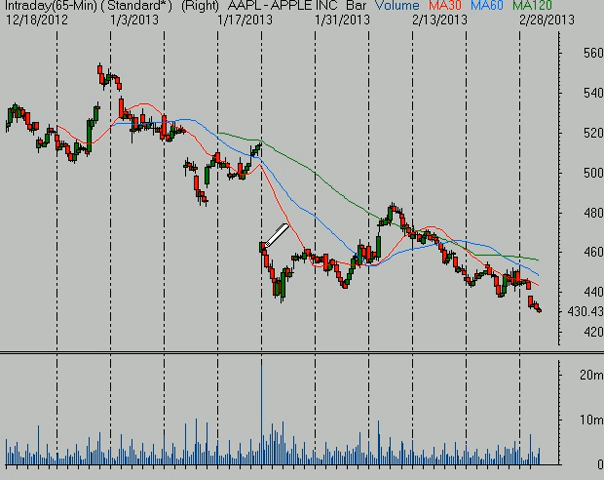 Intraday(65-Min) (Standard*) (Right) AAPL - APPLE INC Bar Volume MA30 MA60 MA120
12/18/2012 1/3/2013 1/17/2013 1/31/2013 2/13/2013 2/28/2013
560
540
520
500
480
460
440
430.43
420
20m
10m
0